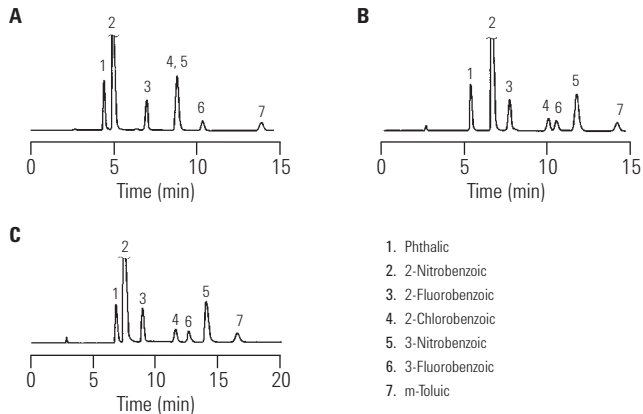 A
2
1
3
4, 5
6
7
0 5 10 15
Time (min)
B
2
1
3
4 6
5
7
0 5 10 15
Time (min)
C
2
1
3
4 6
5
7
0 5 10 15 20
Time (min)
1. Phthalic
2. 2-Nitrobenzoic
3. 2-Fluorobenzoic
4. 2-Chlorobenzoic
5. 3-Nitrobenzoic
6. 3-Fluorobenzoic
7. m-Toluic